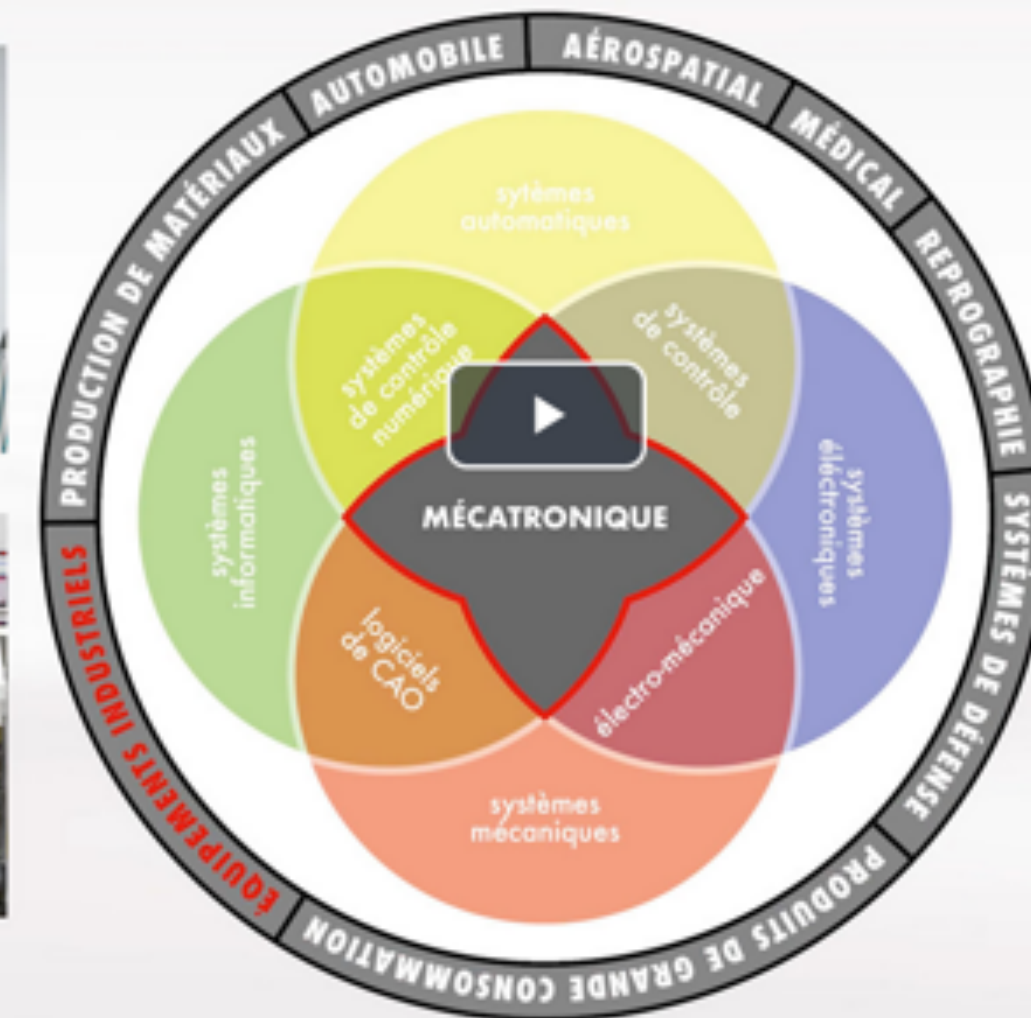 PRODUCTION DE MATÉRIAUX
AUTOMOBILE
AÉROSPATIAL
MÉDICAL
REPROGRAPHIE
SYSTÈMES DE DÉFENSE
PRODUITS DE GRANDE CONSOMMATION
ÉQUIPEMENTS INDUSTRIELS
sytèmes
automatiques
systèmes
de contrôle
numérique
systèmes
de contrôle
systèmes
informatiques
systèmes
éléctroniques
MÉCATRONIQUE
logiciels
de CAO
électro-mécanique
systèmes
mécaniques